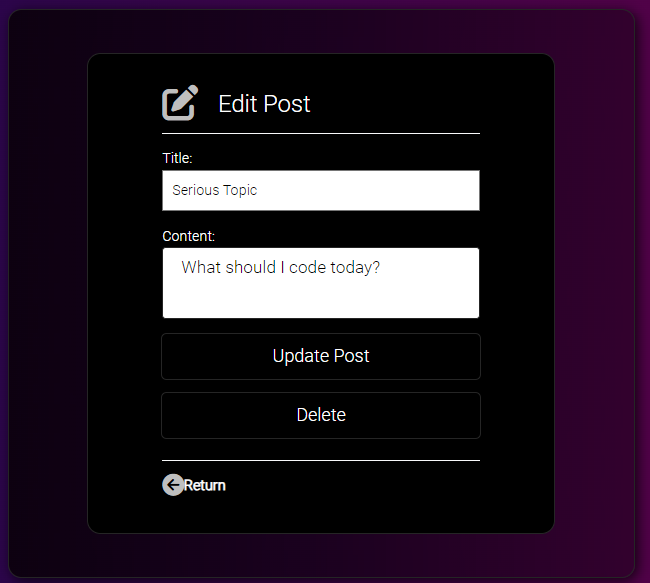 Edit Post
Title:
Serious Topic
Content:
What should I code today?
Update Post
Delete
Return